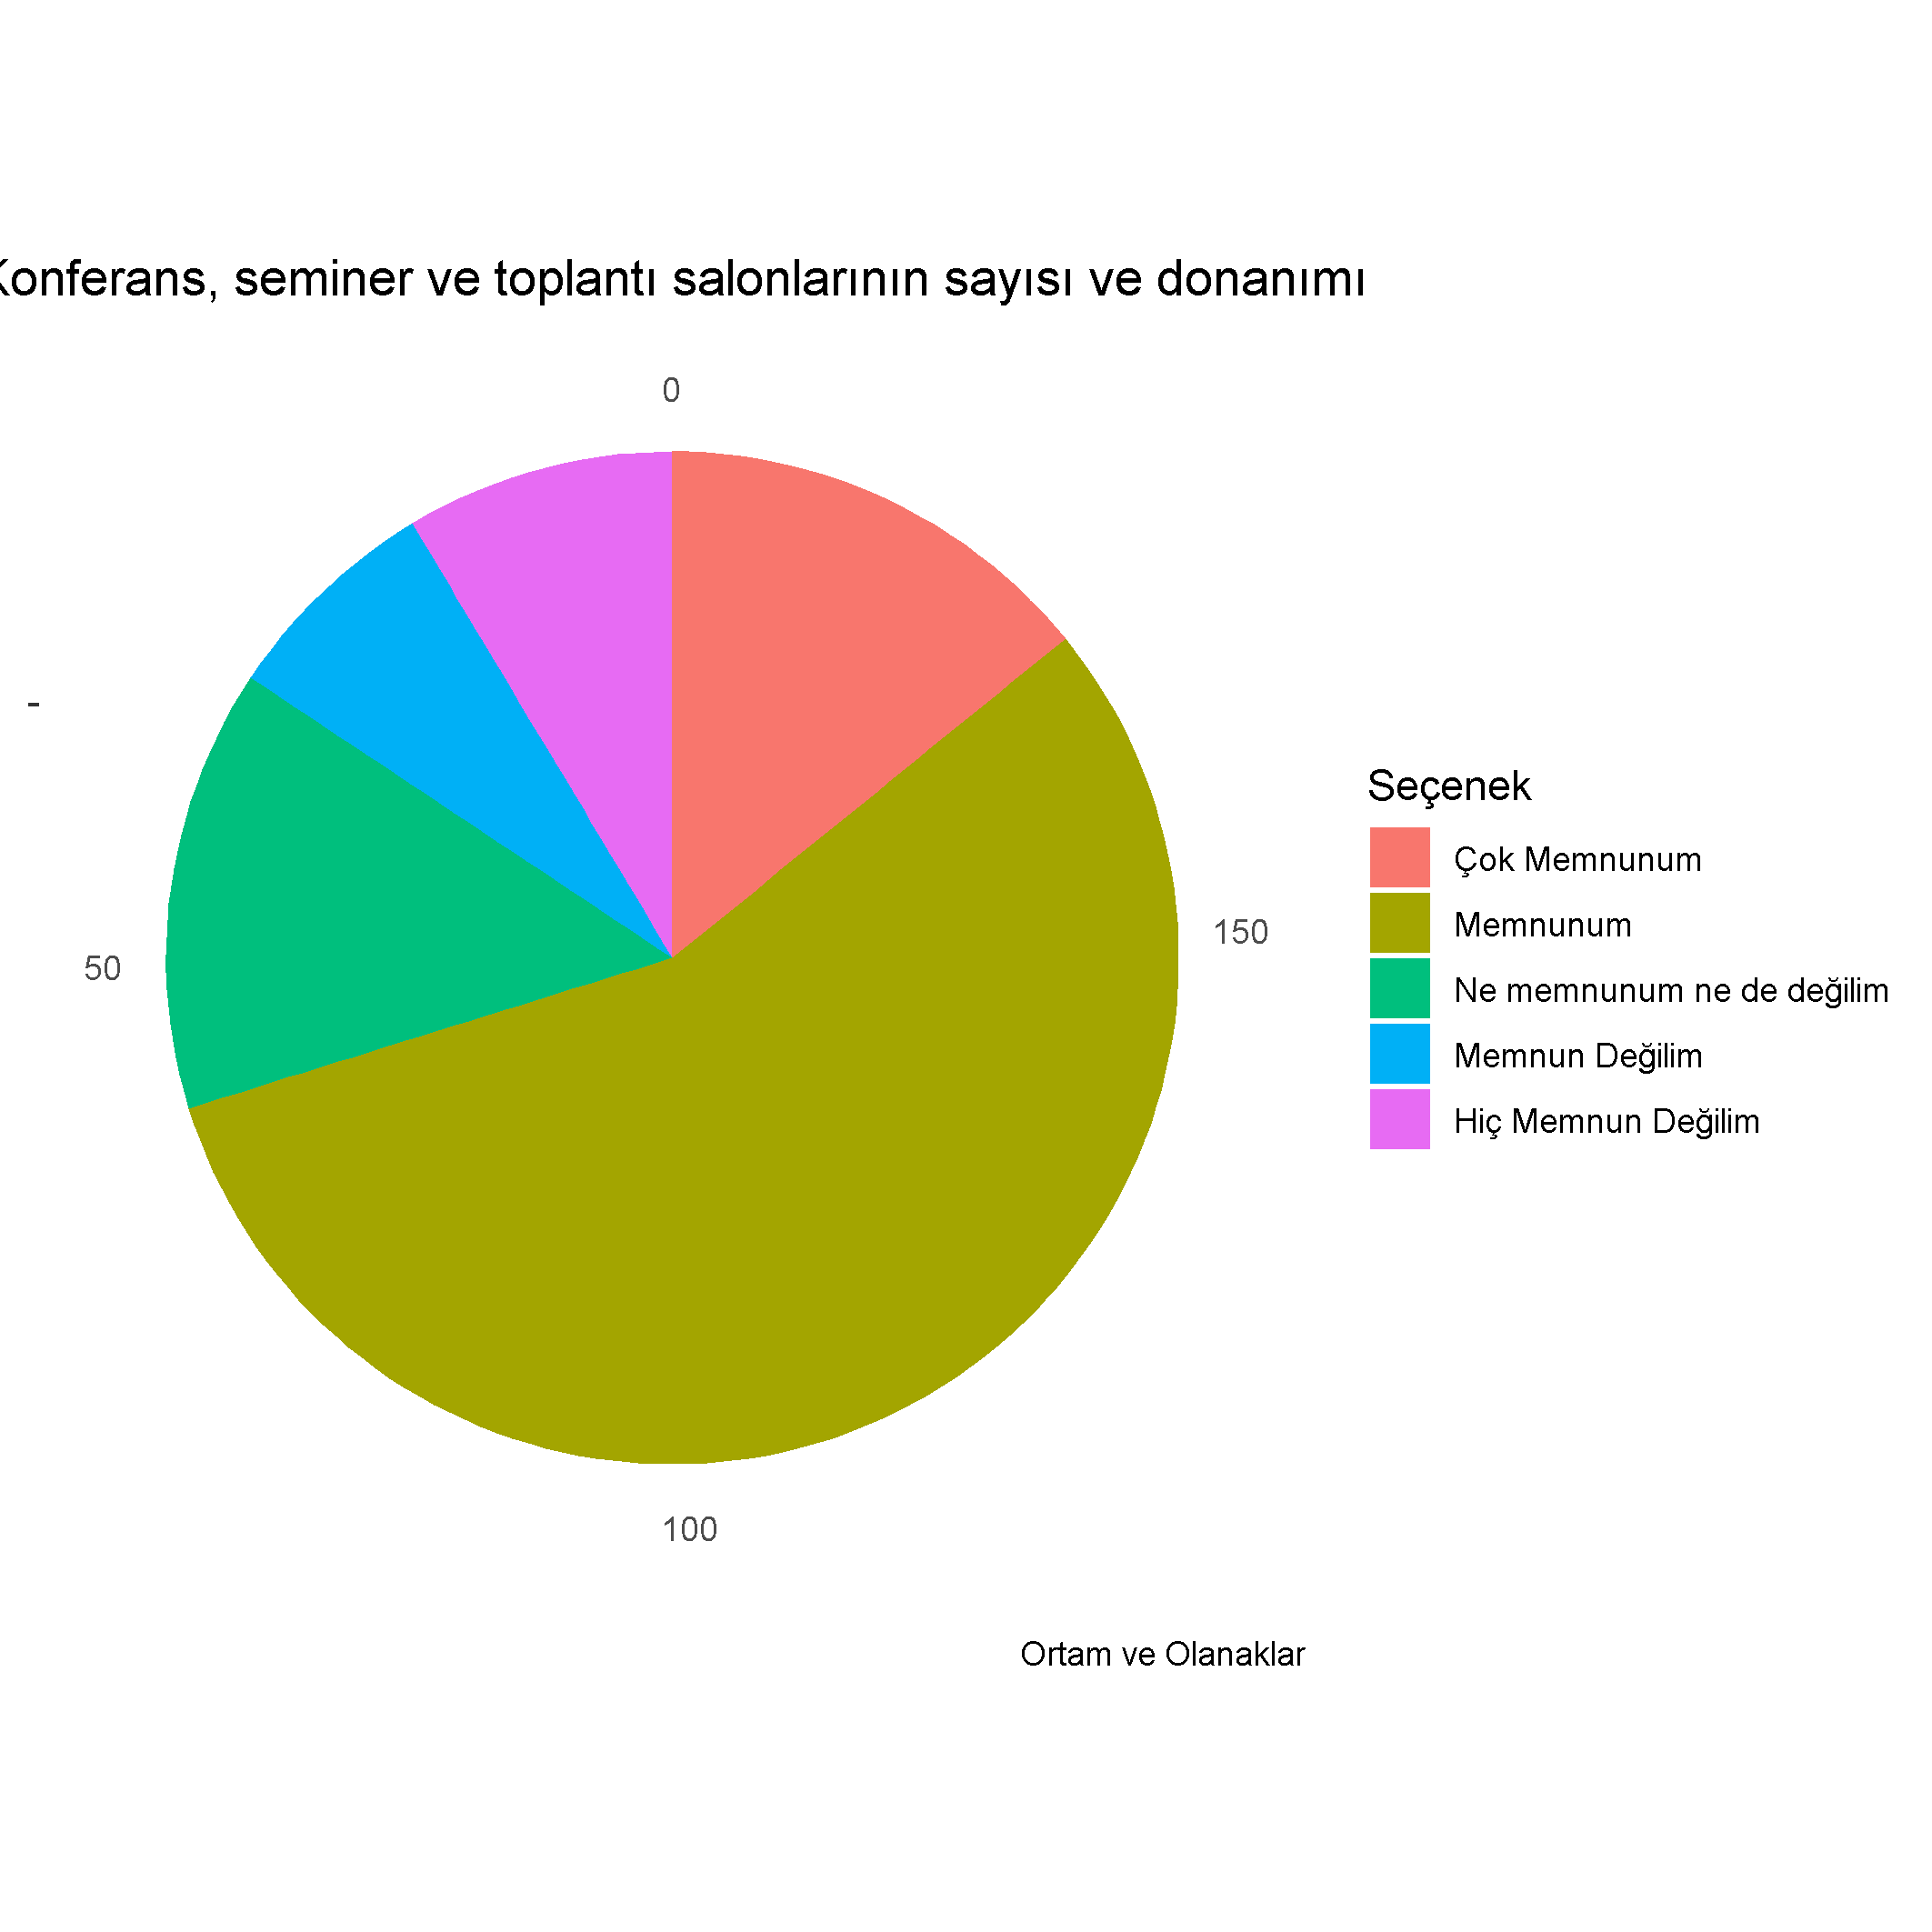 Konferans, seminer ve toplantı salonlarının sayısı ve donanımı
0
-
150
50
100
Seçenek
Çok Memnunum
Memnunum
Ne memnunum ne de değilim
Memnun Değilim
Hiç Memnun Değilim
Ortam ve Olanaklar